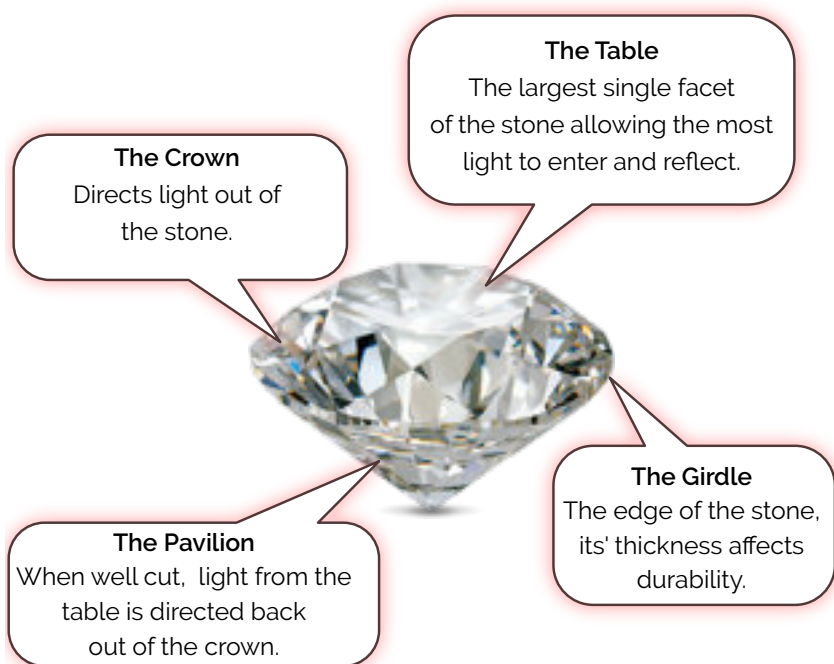 The Table
The largest single facet
of the stone allowing the most
light to enter and reflect.
The Crown
Directs light out of
the stone.
The Girdle
The edge of the stone,
its' thickness affects
durability.
The Pavilion
When well cut,  light from the
table is directed back
out of the crown.